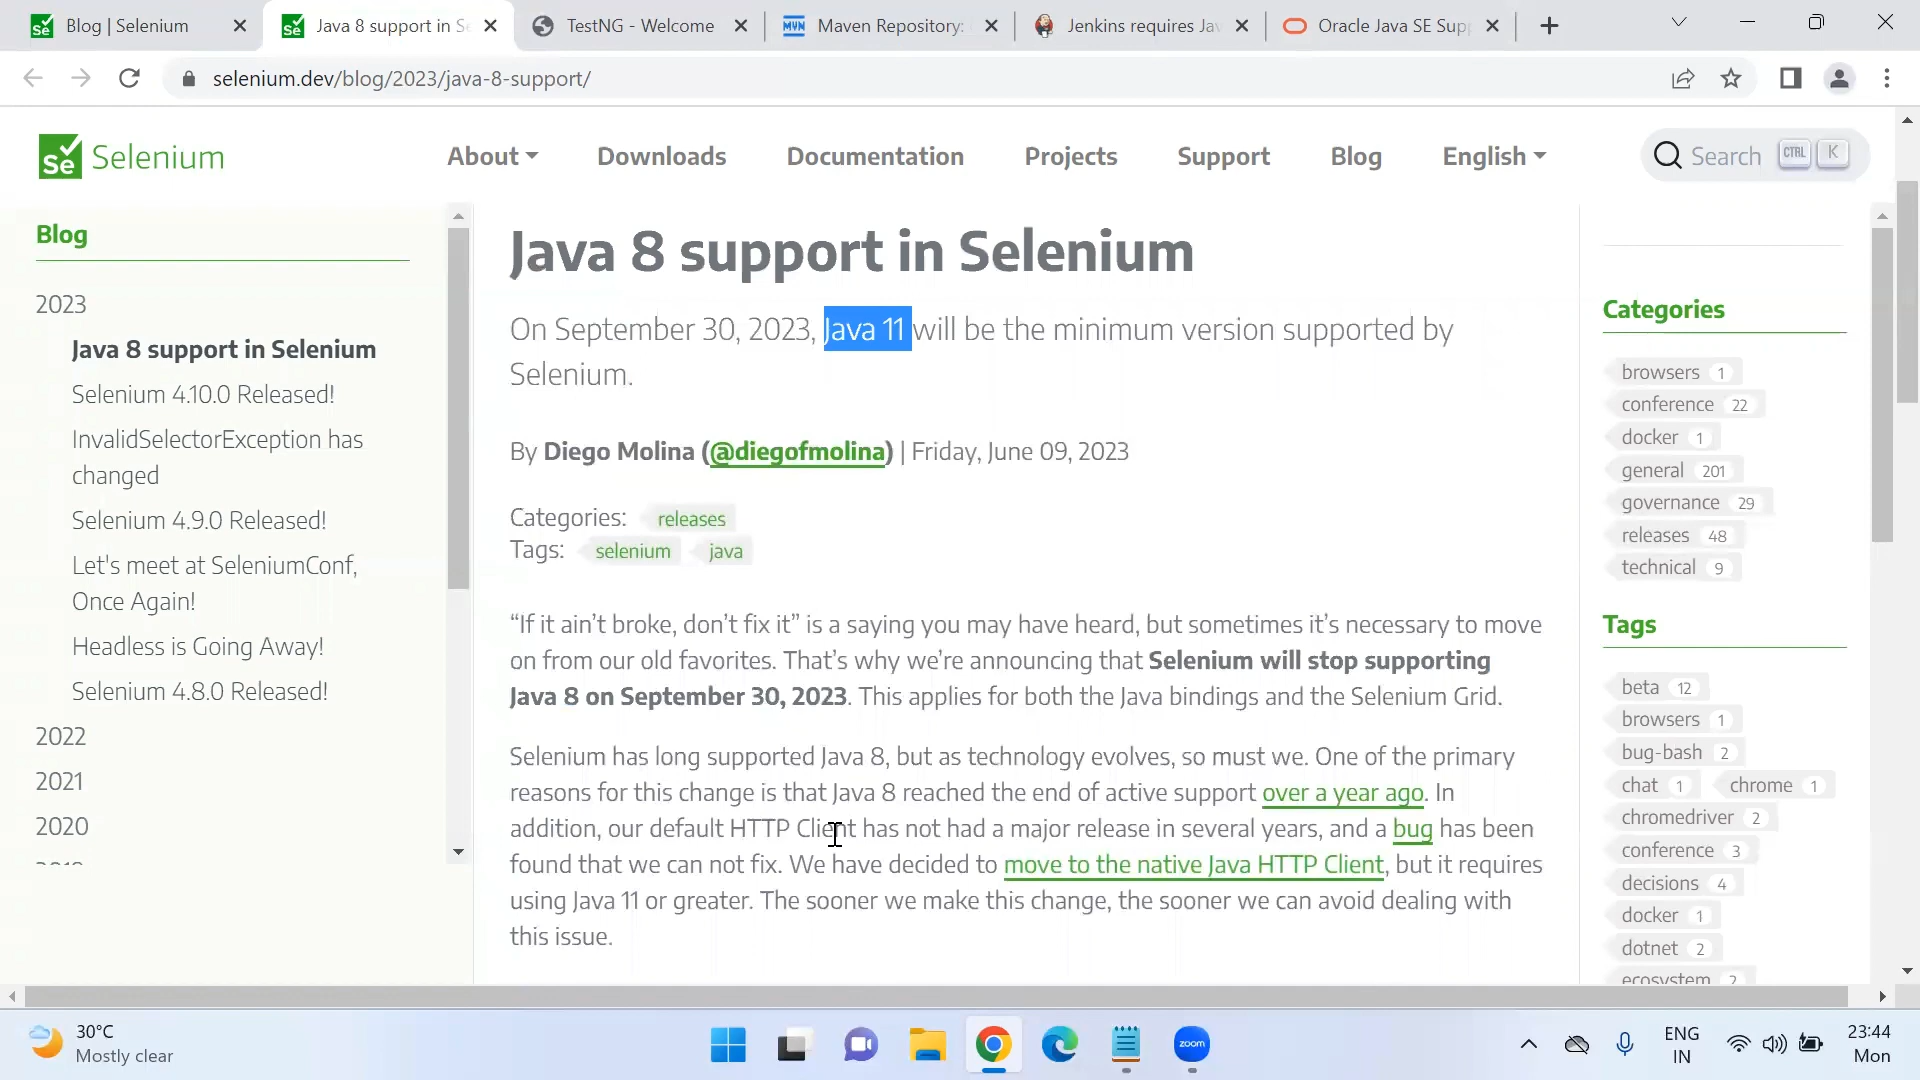 Blog | Selenium
Java 8 support in Se
TestNG - Welcome
Maven Repository:
Jenkins requires Jav
Oracle Java SE Supp
selenium.dev/blog/2023/java-8-support/
Se Selenium
About
Downloads
Documentation
Projects
Support
Blog
English
Search CTRL K
Blog
2023
Java 8 support in Selenium
Selenium 4.10.0 Released!
InvalidSelectorException has
changed
Selenium 4.9.0 Released!
Let's meet at SeleniumConf,
Once Again!
Headless is Going Away!
Selenium 4.8.0 Released!
2022
2021
2020
Java 8 support in Selenium
On September 30, 2023, Java 11 will be the minimum version supported by
Selenium.
By Diego Molina (@diegofmolina) | Friday, June 09, 2023
Categories: releases
Tags: selenium java
“If it ain’t broke, don’t fix it” is a saying you may have heard, but sometimes it’s necessary to move
on from our old favorites. That’s why we’re announcing that Selenium will stop supporting
Java 8 on September 30, 2023. This applies for both the Java bindings and the Selenium Grid.
Selenium has long supported Java 8, but as technology evolves, so must we. One of the primary
reasons for this change is that Java 8 reached the end of active support over a year ago. In
addition, our default HTTP Client has not had a major release in several years, and a bug has been
found that we can not fix. We have decided to move to the native Java HTTP Client, but it requires
using Java 11 or greater. The sooner we make this change, the sooner we can avoid dealing with
this issue.
Categories
browsers 1
conference 22
docker 1
general 201
governance 29
releases 48
technical 9
Tags
beta 12
browsers 1
bug-bash 2
chat 1 chrome 1
chromedriver 2
conference 3
decisions 4
docker 1
dotnet 2
ecosystem 2
30°C
Mostly clear
zoom
ENG
IN
23:44
Mon